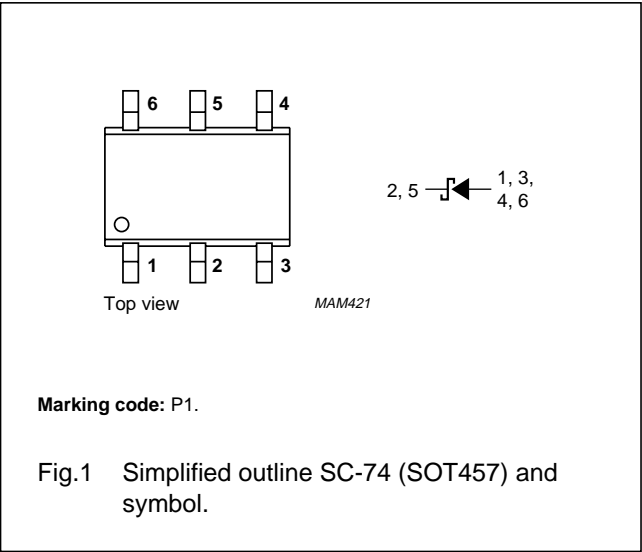 6 5 4
2, 5
1, 3,
4, 6
1 2 3
Top view
MAM421
Marking code: P1.
Fig.1 Simplified outline SC-74 (SOT457) and
symbol.